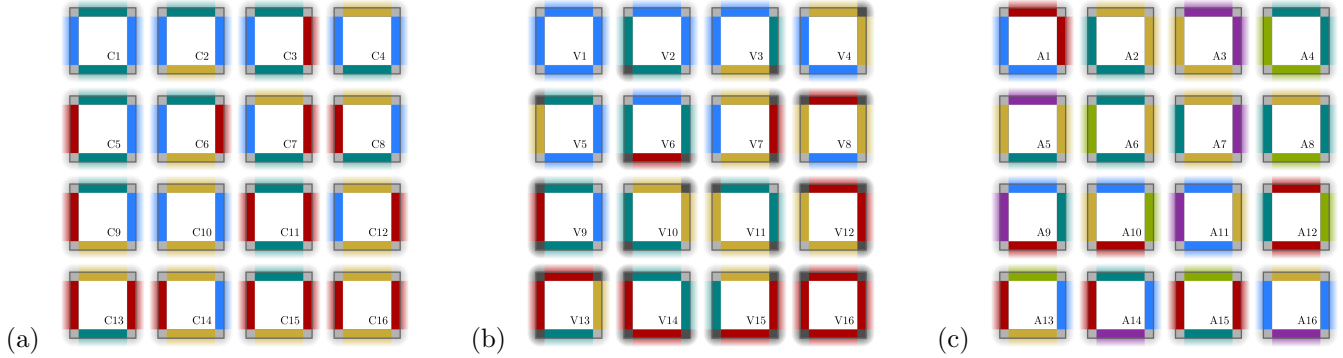 C1 C2 C3 C4 V1 V2 V3 V4 A1 A2 A3 A4
C5 C6 C7 C8 V5 V6 V7 V8 A5 A6 A7 A8
C9 C10 C11 C12 V9 V10 V11 V12 A9 A10 A11 A12
C13 C14 C15 C16 V13 V14 V15 V16 A13 A14 A15 A16
(a) (b) (c)